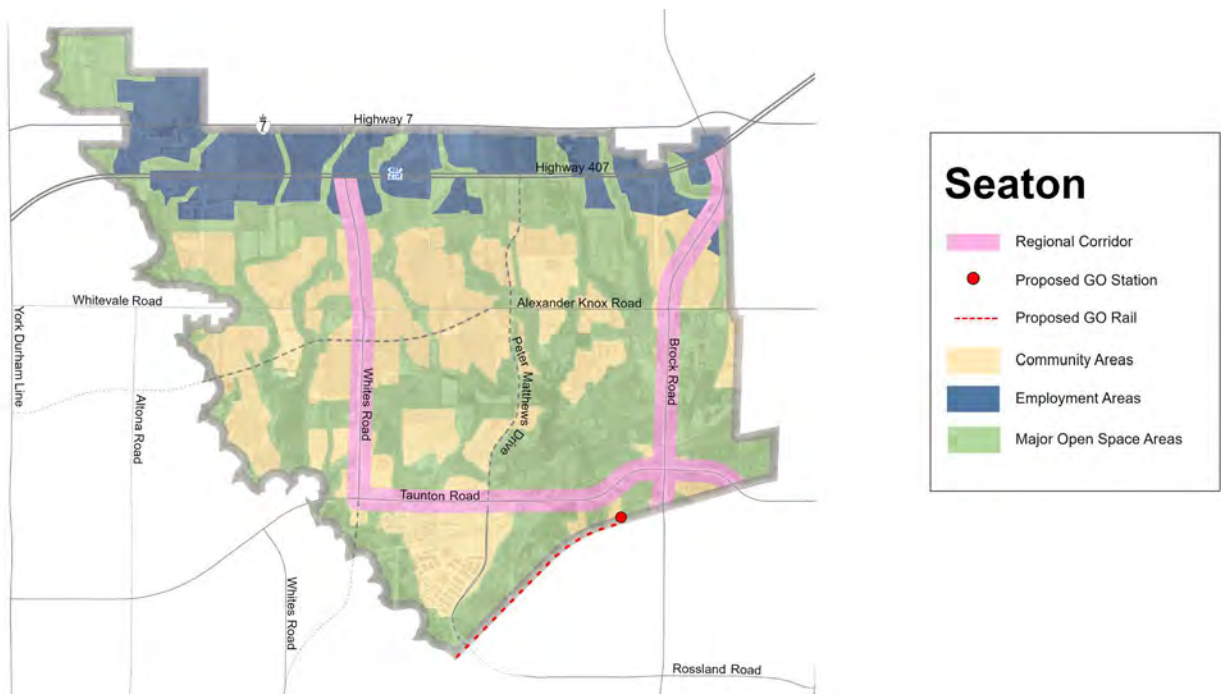 7
Highway 7
Highway 407
Whitevale Road
Alexander Knox Road
York Durham Line
Altona Road
Whites Road
Peter Matthews Drive
Brock Road
Taunton Road
Whites Road
Rossland Road
Seaton
Regional Corridor
Proposed GO Station
Proposed GO Rail
Community Areas
Employment Areas
Major Open Space Areas